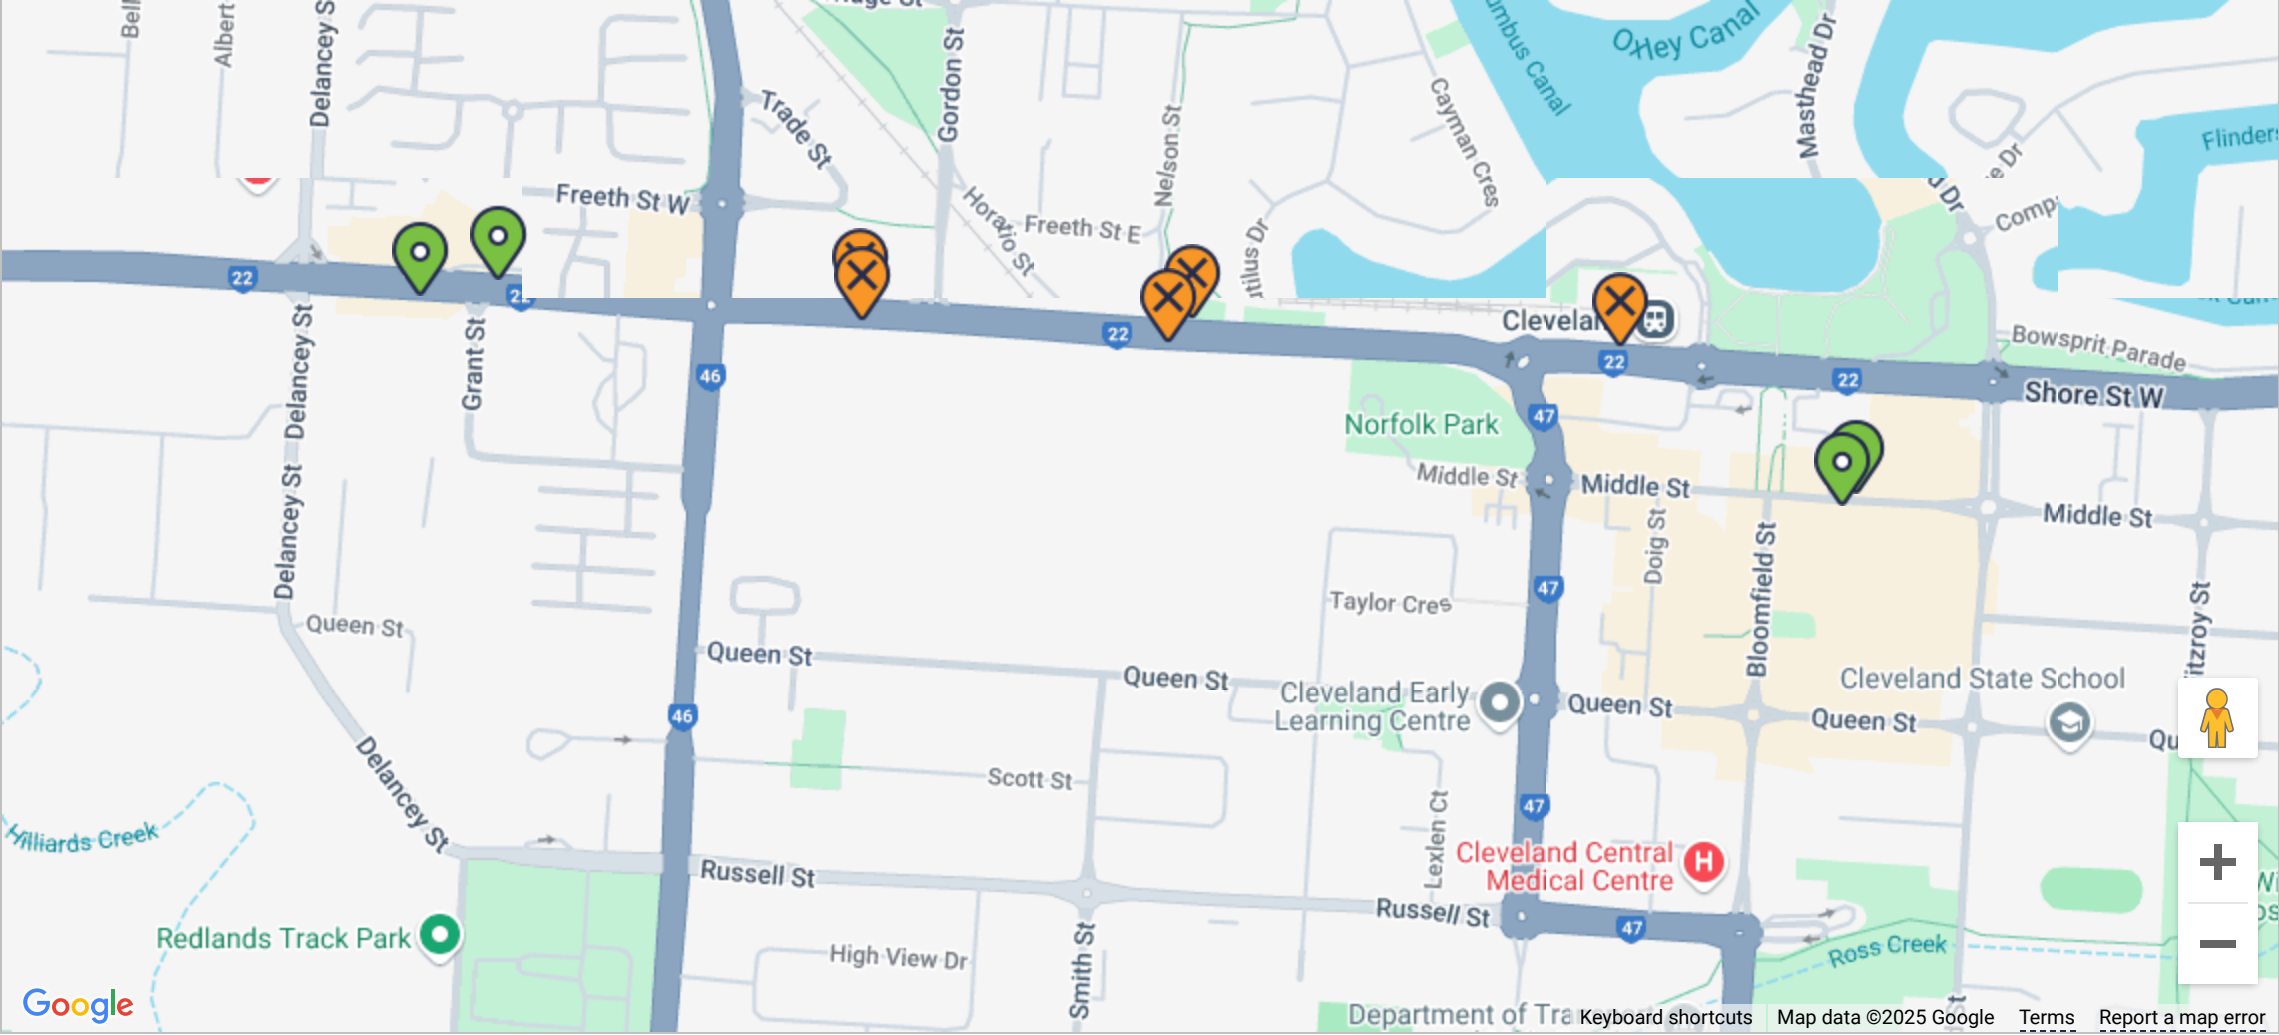 Delancey S
Albert
Gordon St
Trade St
Nelson St
Cayman Cres
Oxley Canal
Masthead Dr
Flinder
Freeth St W
Horatio St
Freeth St E
e Dr
d Dr
Comp
22
22
22
22
22
46
46
47
47
47
47
Clevelan
Bowsprit Parade
Shore St W
Delancey St
Grant St
Norfolk Park
Middle St
Middle St
Middle St
Delancey St
Doig St
Bloomfield St
Queen St
Taylor Cres
Queen St
Queen St
Cleveland Early
Learning Centre
Queen St
Cleveland State School
Queen St
Qu
itzroy St
Delancey St
Scott St
Lexlen Ct
Hilliards Creek
Cleveland Central
Medical Centre
H
Russell St
Russell St
Redlands Track Park
High View Dr
Smith St
Ross Creek
Department of Tra
Google
Keyboard shortcuts
Map data ©2025 Google
Terms
Report a map error